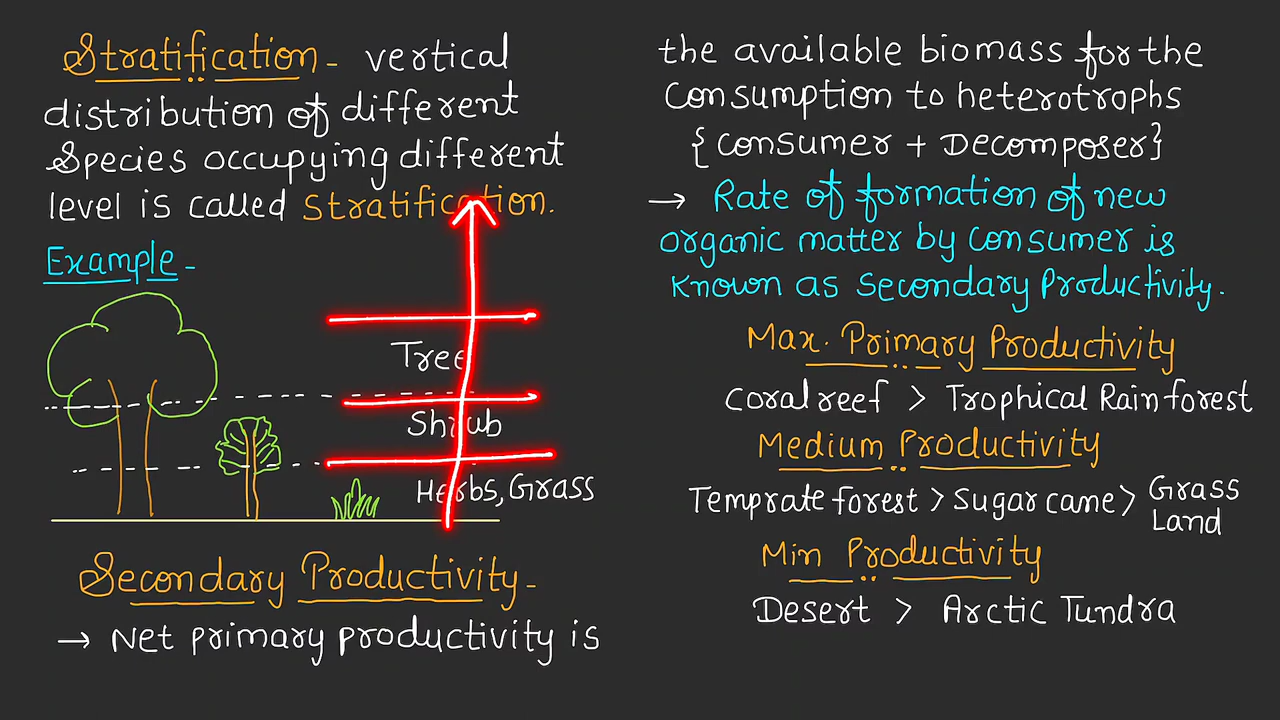 Stratification - vertical
distribution of different
Species occupying different
level is called Stratification.
Example -
Tree
Shrub
Herbs, Grass
Secondary Productivity -
→ Net primary productivity is
the available biomass for the
Consumption to heterotrophs
{Consumer + Decomposer}
→ Rate of formation of new
organic matter by Consumer is
known as Secondary Productivity.
Max. Primary Productivity
Coral reef > Trophical Rainforest
Medium Productivity
Temprate forest > Sugarcane > Grass Land
Min Productivity
Desert > Arctic Tundra